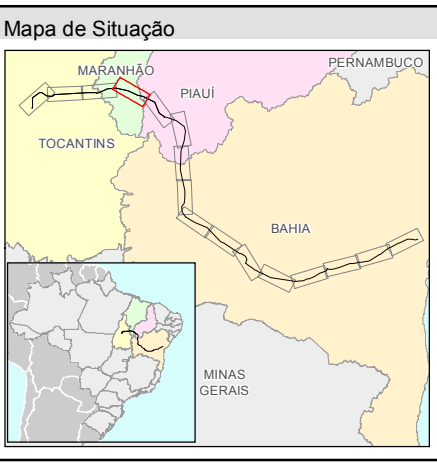 Mapa de Situação
PERNAMBUCO
MARANHÃO
PIAUÍ
TOCANTINS
BAHIA
MINAS
GERAIS